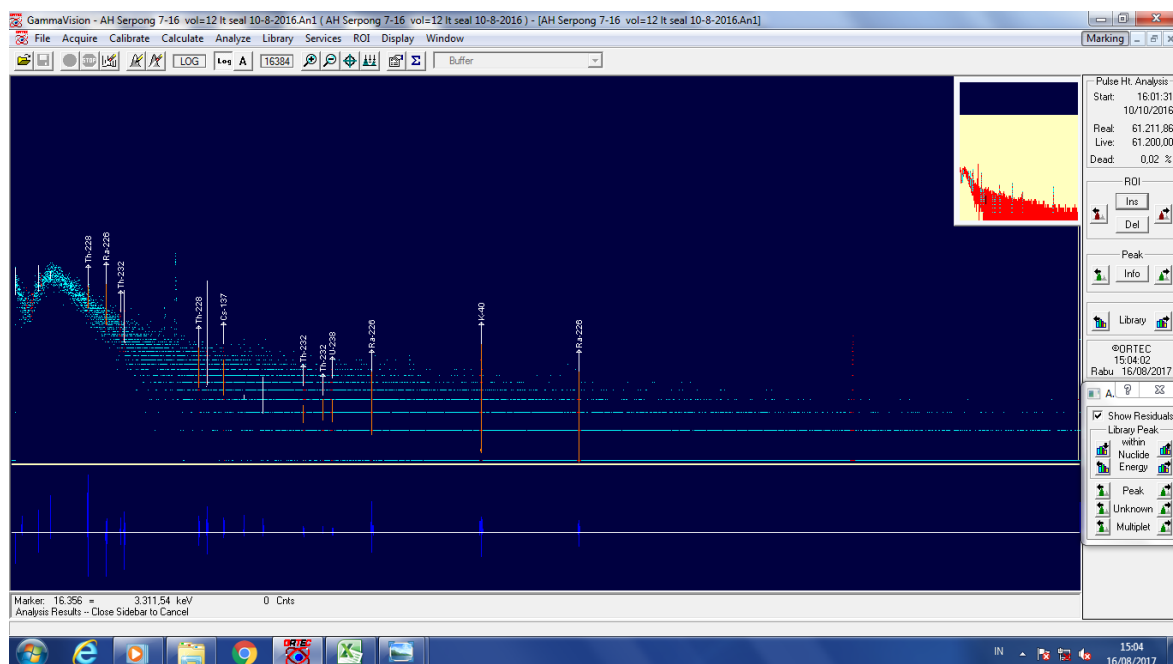 GammaVision - AH Serpong 7-16 vol=12 lt seal 10-8-2016.An1 ( AH Serpong 7-16 vol=12 lt seal 10-8-2016 ) - [AH Serpong 7-16 vol=12 lt seal 10-8-2016.An1]
File Acquire Calibrate Calculate Analyze Library Services ROI Display Window
Marking
STOP LOG Log A 16384 Σ Buffer
Pulse Ht. Analysis
Start: 16:01:31
10/10/2016
Real: 61.211,86
Live: 61.200,00
Dead: 0,02 %
ROI
Ins
Del
Peak
Info
Library
©ORTEC
15:04:02
Rabu 16/08/2017
A. ?
Show Residuals
Library Peak
within
Nuclide
Energy
Peak
Unknown
Multiplet
Th-228
Ra-226
Th-232
Th-228
Cs-137
Th-232
Th-232
U-238
Ra-226
K-40
Ra-226
Marker: 16.356 = 3.311,54 keV 0 Cnts
Analysis Results -- Close Sidebar to Cancel
ORTEC
IN
15:04
16/08/2017